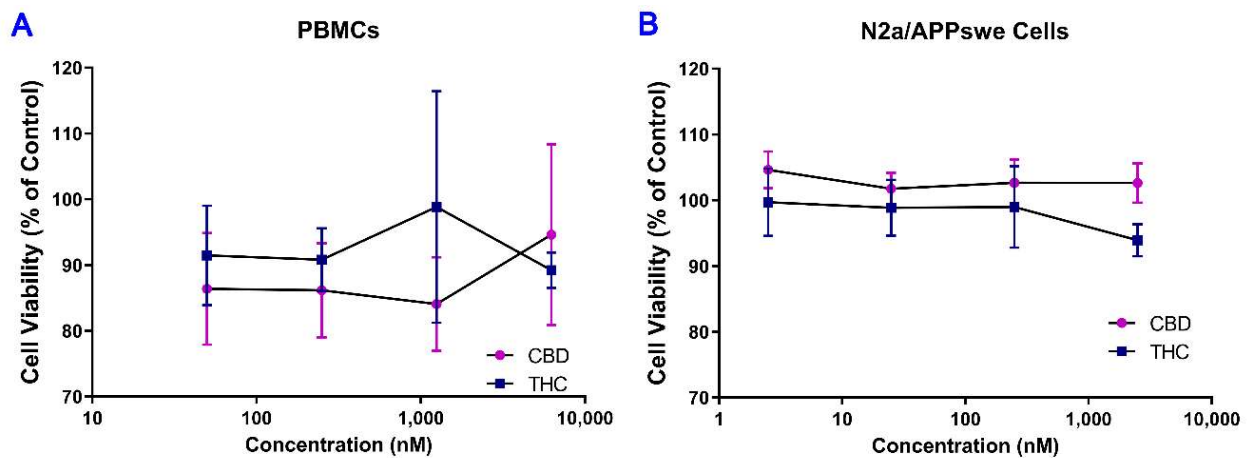 A
PBMCs
Cell Viability (% of Control)
120
110
100
90
80
70
10
100
1,000
10,000
Concentration (nM)
CBD
THC
B
N2a/APPswe Cells
Cell Viability (% of Control)
120
110
100
90
80
70
1
10
100
1,000
10,000
Concentration (nM)
CBD
THC